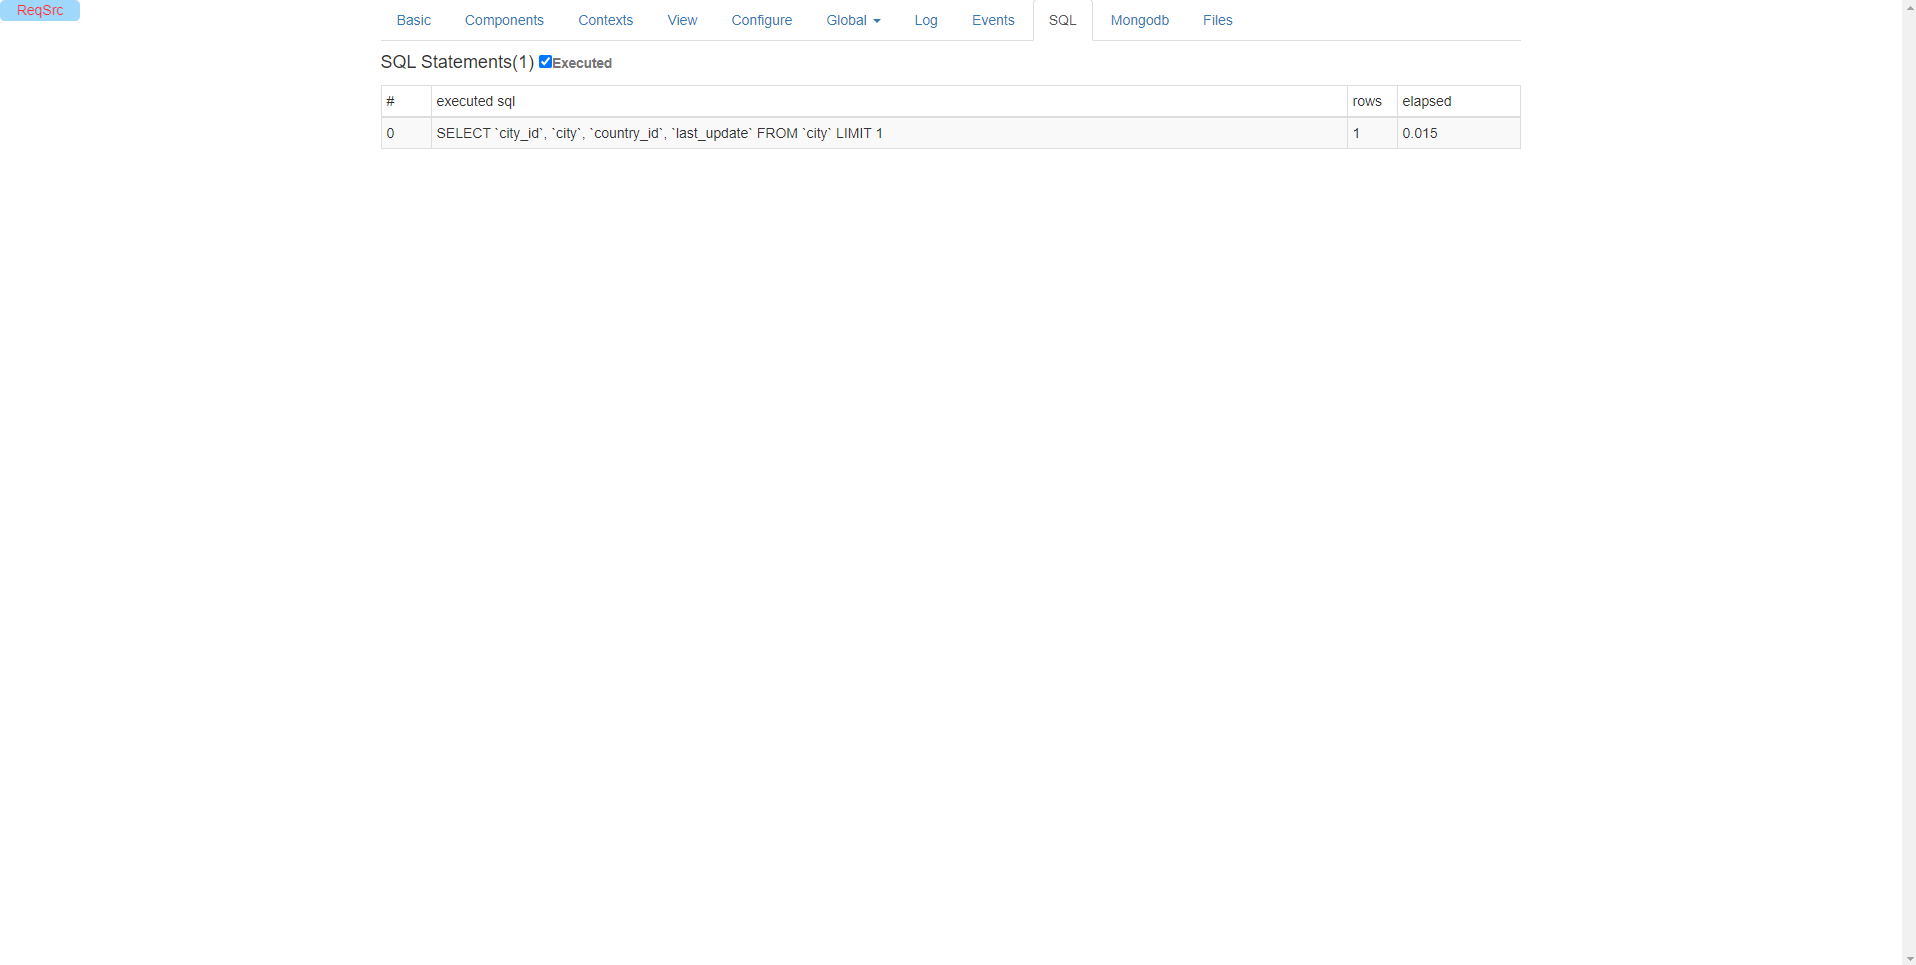 ReqSrc
Basic Components Contexts View Configure Global Log Events SQL Mongodb Files
SQL Statements(1) Executed
# executed sql rows elapsed
0 SELECT `city_id`, `city`, `country_id`, `last_update` FROM `city` LIMIT 1 1 0.015